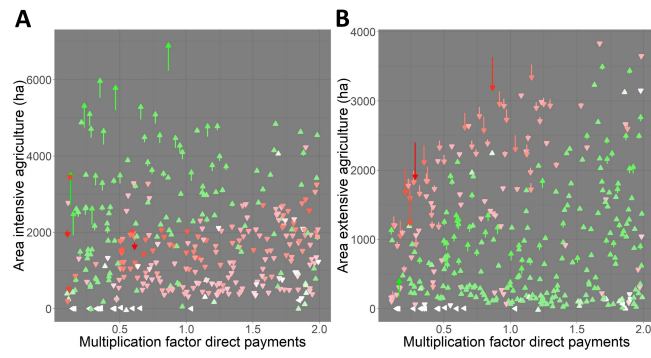 A
B
Area intensive agriculture (ha)
6000
4000
2000
0
0.5
1.0
1.5
2.0
Multiplication factor direct payments
Area extensive agriculture (ha)
4000
3000
2000
1000
0
0.5
1.0
1.5
2.0
Multiplication factor direct payments